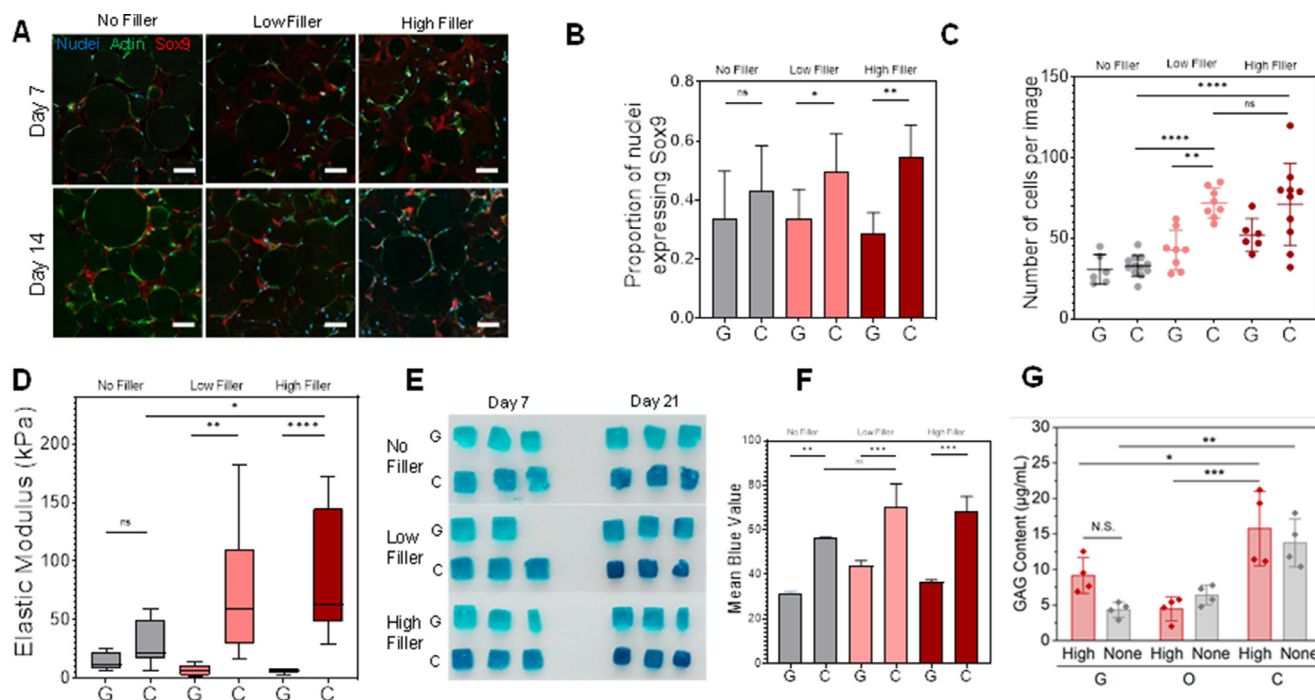 A
No Filler
Low Filler
High Filler
Nuclei Actin Sox9
Day 7
Day 14
B
No Filler
Low Filler
High Filler
Proportion of nuclei
expressing Sox9
0.8
0.6
0.4
0.2
0.0
ns
*
**
G C G C G C
C
No Filler
Low Filler
High Filler
Number of cells per image
150
100
50
0
****
ns
****
**
G C G C G C
D
No Filler
Low Filler
High Filler
Elastic Modulus (kPa)
200
150
100
50
0
*
ns
**
****
G C G C G C
E
Day 7
Day 21
No
Filler
G
C
Low
Filler
G
C
High
Filler
G
C
F
No Filler
Low Filler
High Filler
Mean Blue Value
100
80
60
40
20
0
**
***
***
ns
G C G C G C
G
GAG Content (µg/mL)
30
25
20
15
10
5
0
**
*
***
N.S.
High None High None High None
G O C